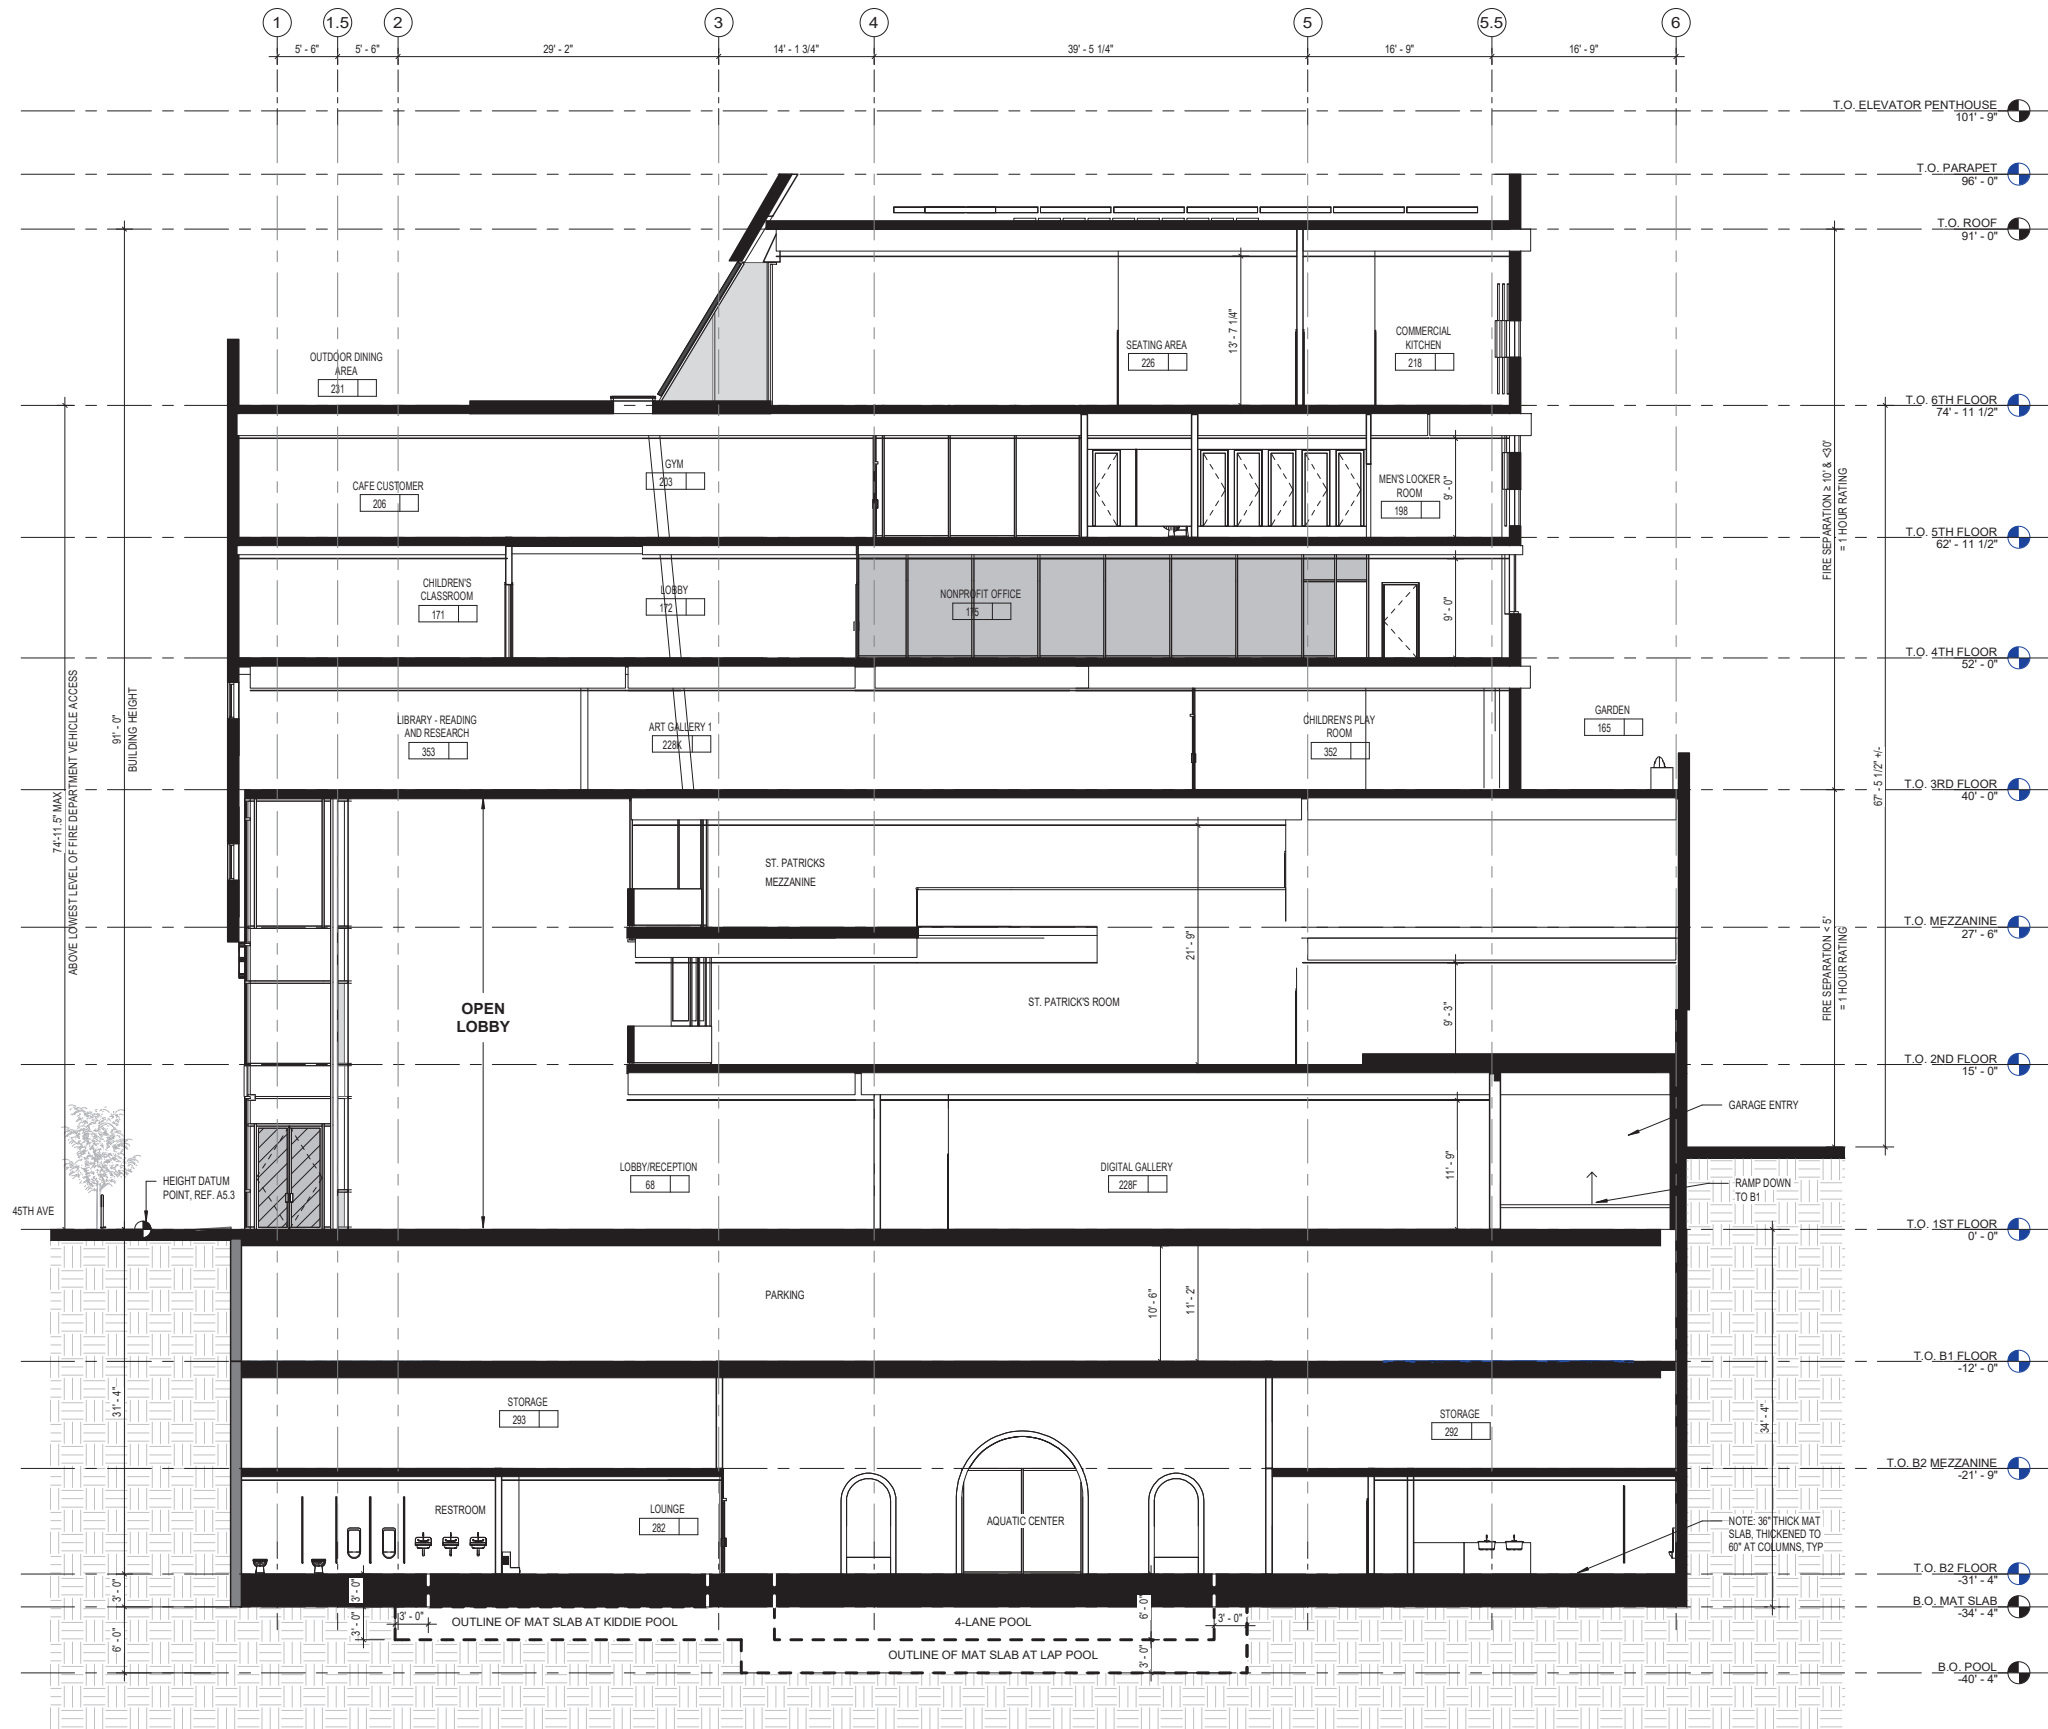 1
1.5
2
3
4
5
5.5
6
5' - 6"
5' - 6"
29' - 2"
14' - 1 3/4"
39' - 5 1/4"
16' - 9"
16' - 9"
T.O. ELEVATOR PENTHOUSE
101' - 9"
T.O. PARAPET
96' - 0"
T.O. ROOF
91' - 0"
OUTDOOR DINING
AREA
231
SEATING AREA
226
13' - 7 1/4"
COMMERCIAL
KITCHEN
218
T.O. 6TH FLOOR
74' - 11 1/2"
CAFE CUSTOMER
206
GYM
203
MEN'S LOCKER
ROOM
198
9' - 0"
FIRE SEPARATION ≥ 10' & <30'
= 1 HOUR RATING
T.O. 5TH FLOOR
62' - 11 1/2"
CHILDREN'S
CLASSROOM
171
LOBBY
172
NONPROFIT OFFICE
175
9' - 0"
T.O. 4TH FLOOR
52' - 0"
74'-11.5" MAX
ABOVE LOWEST LEVEL OF FIRE DEPARTMENT VEHICLE ACCESS
91' - 0"
BUILDING HEIGHT
LIBRARY - READING
AND RESEARCH
353
ART GALLERY 1
228K
CHILDREN'S PLAY
ROOM
352
GARDEN
165
67' - 5 1/2" +/-
T.O. 3RD FLOOR
40' - 0"
ST. PATRICKS
MEZZANINE
21' - 9"
FIRE SEPARATION < 5'
= 1 HOUR RATING
T.O. MEZZANINE
27' - 6"
OPEN
LOBBY
ST. PATRICK'S ROOM
9' - 3"
T.O. 2ND FLOOR
15' - 0"
GARAGE ENTRY
LOBBY/RECEPTION
68
DIGITAL GALLERY
228F
11' - 9"
RAMP DOWN
TO B1
HEIGHT DATUM
POINT, REF. A5.3
45TH AVE
T.O. 1ST FLOOR
0' - 0"
PARKING
10' - 6"
11' - 2"
T.O. B1 FLOOR
-12' - 0"
31' - 4"
STORAGE
293
STORAGE
292
34' - 4"
T.O. B2 MEZZANINE
-21' - 9"
RESTROOM
LOUNGE
282
AQUATIC CENTER
NOTE: 36" THICK MAT
SLAB, THICKENED TO
60" AT COLUMNS, TYP
T.O. B2 FLOOR
-31' - 4"
3' - 0"
3' - 0"
B.O. MAT SLAB
-34' - 4"
6' - 0"
3' - 0"
3' - 0"
OUTLINE OF MAT SLAB AT KIDDIE POOL
4-LANE POOL
6' - 0"
3' - 0"
OUTLINE OF MAT SLAB AT LAP POOL
3' - 0"
B.O. POOL
-40' - 4"